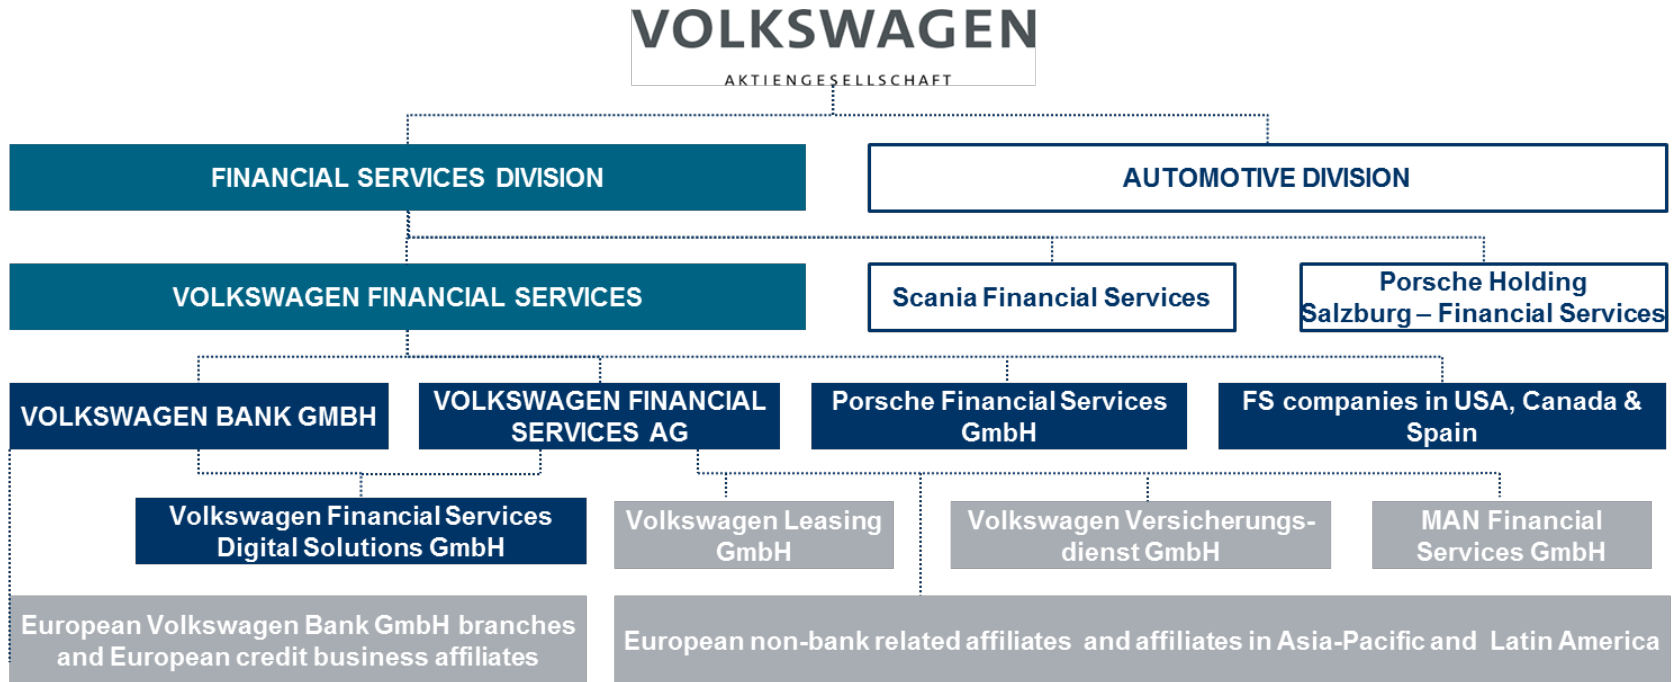 VOLKSWAGEN
AKTIENGESELLSCHAFT
FINANCIAL SERVICES DIVISION
AUTOMOTIVE DIVISION
VOLKSWAGEN FINANCIAL SERVICES
Scania Financial Services
Porsche Holding
Salzburg – Financial Services
VOLKSWAGEN BANK GMBH
VOLKSWAGEN FINANCIAL
SERVICES AG
Porsche Financial Services
GmbH
FS companies in USA, Canada &
Spain
Volkswagen Financial Services
Digital Solutions GmbH
Volkswagen Leasing
GmbH
Volkswagen Versicherungs-
dienst GmbH
MAN Financial
Services GmbH
European Volkswagen Bank GmbH branches
and European credit business affiliates
European non-bank related affiliates and affiliates in Asia-Pacific and Latin America